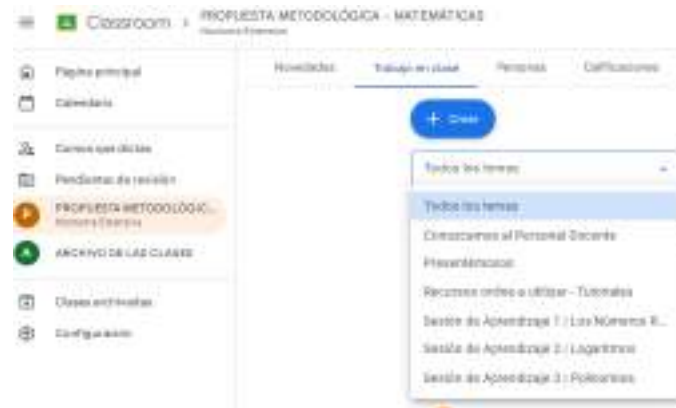 Classroom > PROPUESTA METODOLÓGICA - MATEMÁTICAS
Novedades Trabajo en clase Personas Calificaciones
Página principal
Calendario
+ Crear
Cursos que dictas
Pendientes de revisión
PROPUESTA METODOLÓGIC...
ARCHIVO DE LAS CLASES
Clases archivadas
Configuración
Todos los temas
Todos los temas
Conozcamos al Personal Docente
Presentémonos
Recursos online a utilizar - Tutoriales
Sesión de Aprendizaje 1 : Los Números R...
Sesión de Aprendizaje 2 : Logaritmos
Sesión de Aprendizaje 3 : Polinomios